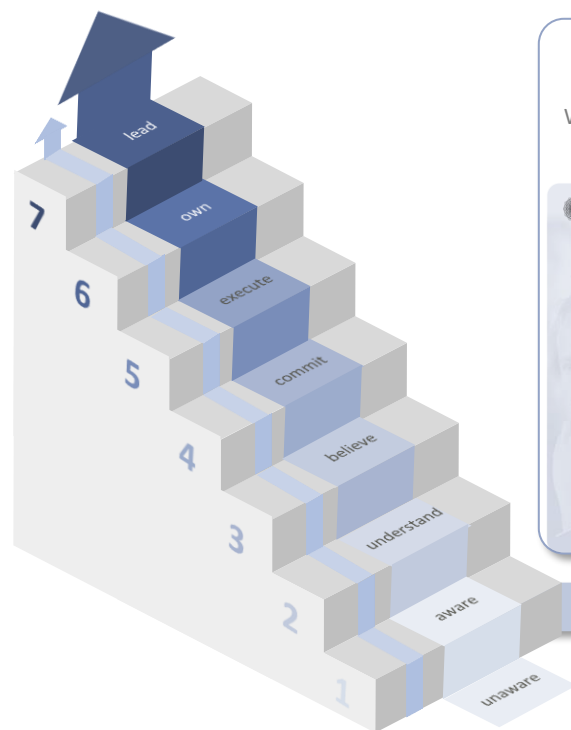 lead
7
own
6
execute
5
commit
4
believe
3
understand
2
aware
1
unaware